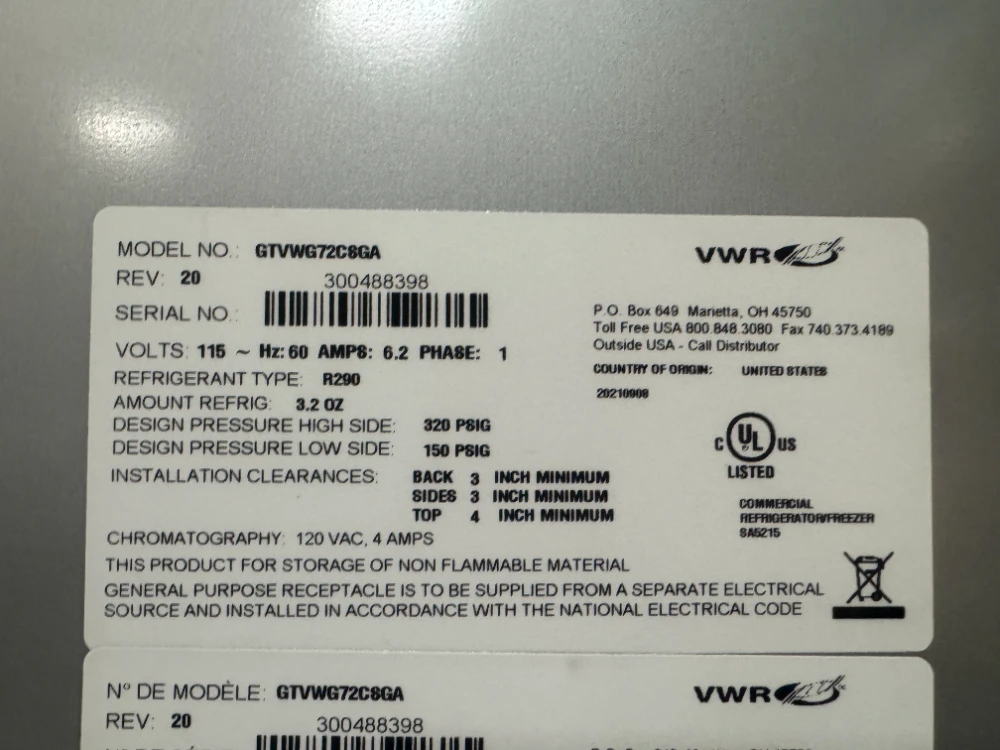 MODEL NO.: GTVWG72C8GA
VWR
REV: 20
300488398
SERIAL NO.:
P.O. Box 649 Marietta, OH 45750
Toll Free USA 800.848.3080 Fax 740.373.4189
Outside USA - Call Distributor
VOLTS: 115 ~ Hz: 60 AMPS: 6.2 PHASE: 1
COUNTRY OF ORIGIN: UNITED STATES
REFRIGERANT TYPE: R290
20210908
AMOUNT REFRIG: 3.2 OZ
DESIGN PRESSURE HIGH SIDE: 320 PSIG
DESIGN PRESSURE LOW SIDE: 150 PSIG
C UL US
LISTED
INSTALLATION CLEARANCES: BACK 3 INCH MINIMUM
SIDES 3 INCH MINIMUM
TOP 4 INCH MINIMUM
COMMERCIAL
REFRIGERATOR/FREEZER
SA5215
CHROMATOGRAPHY: 120 VAC, 4 AMPS
THIS PRODUCT FOR STORAGE OF NON FLAMMABLE MATERIAL
GENERAL PURPOSE RECEPTACLE IS TO BE SUPPLIED FROM A SEPARATE ELECTRICAL
SOURCE AND INSTALLED IN ACCORDANCE WITH THE NATIONAL ELECTRICAL CODE
Nº DE MODÈLE: GTVWG72C8GA
VWR
REV: 20
300488398